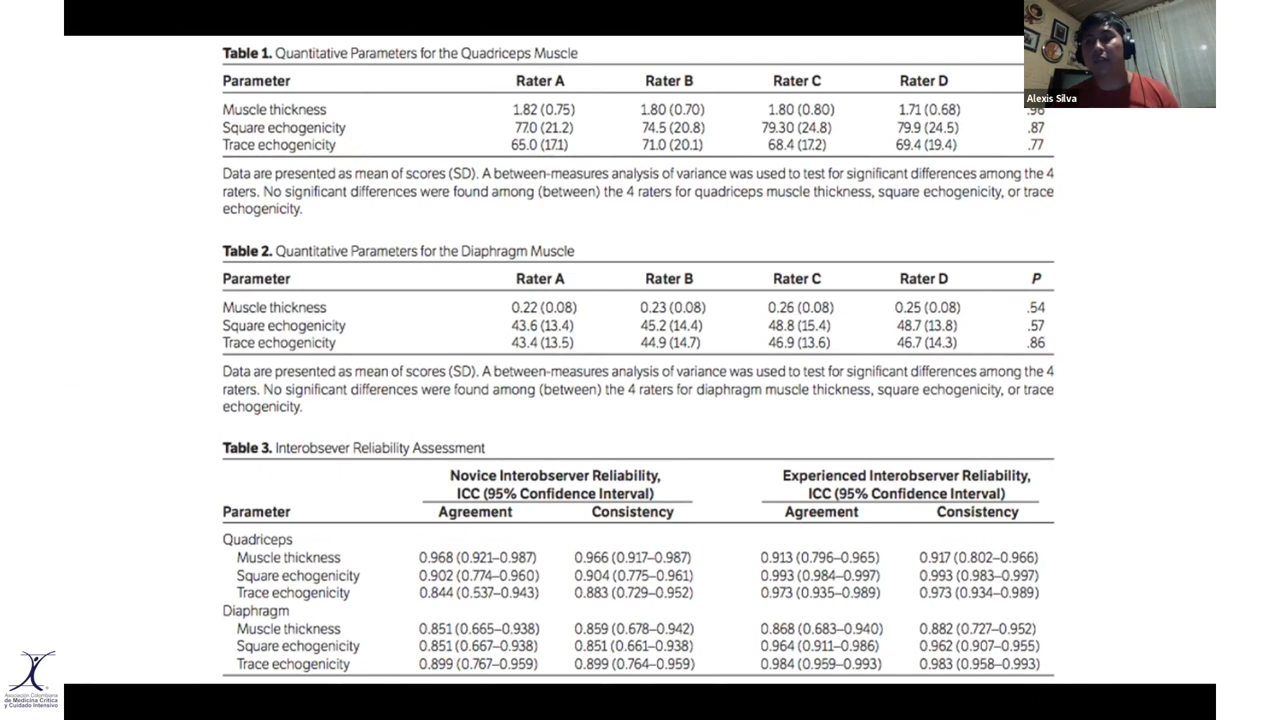 Table 1. Quantitative Parameters for the Quadriceps Muscle
Parameter Rater A Rater B Rater C Rater D
Muscle thickness 1.82 (0.75) 1.80 (0.70) 1.80 (0.80) 1.71 (0.68) .96
Square echogenicity 77.0 (21.2) 74.5 (20.8) 79.30 (24.8) 79.9 (24.5) .87
Trace echogenicity 65.0 (17.1) 71.0 (20.1) 68.4 (17.2) 69.4 (19.4) .77
Data are presented as mean of scores (SD). A between-measures analysis of variance was used to test for significant differences among the 4
raters. No significant differences were found among (between) the 4 raters for quadriceps muscle thickness, square echogenicity, or trace
echogenicity.
Table 2. Quantitative Parameters for the Diaphragm Muscle
Parameter Rater A Rater B Rater C Rater D P
Muscle thickness 0.22 (0.08) 0.23 (0.08) 0.26 (0.08) 0.25 (0.08) .54
Square echogenicity 43.6 (13.4) 45.2 (14.4) 48.8 (15.4) 48.7 (13.8) .57
Trace echogenicity 43.4 (13.5) 44.9 (14.7) 46.9 (13.6) 46.7 (14.3) .86
Data are presented as mean of scores (SD). A between-measures analysis of variance was used to test for significant differences among the 4
raters. No significant differences were found among (between) the 4 raters for diaphragm muscle thickness, square echogenicity, or trace
echogenicity.
Table 3. Interobsever Reliability Assessment
Novice Interobserver Reliability, Experienced Interobserver Reliability,
ICC (95% Confidence Interval) ICC (95% Confidence Interval)
Parameter Agreement Consistency Agreement Consistency
Quadriceps
Muscle thickness 0.968 (0.921–0.987) 0.966 (0.917–0.987) 0.913 (0.796–0.965) 0.917 (0.802–0.966)
Square echogenicity 0.902 (0.774–0.960) 0.904 (0.775–0.961) 0.993 (0.984–0.997) 0.993 (0.983–0.997)
Trace echogenicity 0.844 (0.537–0.943) 0.883 (0.729–0.952) 0.973 (0.935–0.989) 0.973 (0.934–0.989)
Diaphragm
Muscle thickness 0.851 (0.665–0.938) 0.859 (0.678–0.942) 0.868 (0.683–0.940) 0.882 (0.727–0.952)
Square echogenicity 0.851 (0.667–0.938) 0.851 (0.661–0.938) 0.964 (0.911–0.986) 0.962 (0.907–0.955)
Trace echogenicity 0.899 (0.767–0.959) 0.899 (0.764–0.959) 0.984 (0.959–0.993) 0.983 (0.958–0.993)
Alexis Silva
Asociación Colombiana
de Medicina Crítica
y Cuidado Intensivo